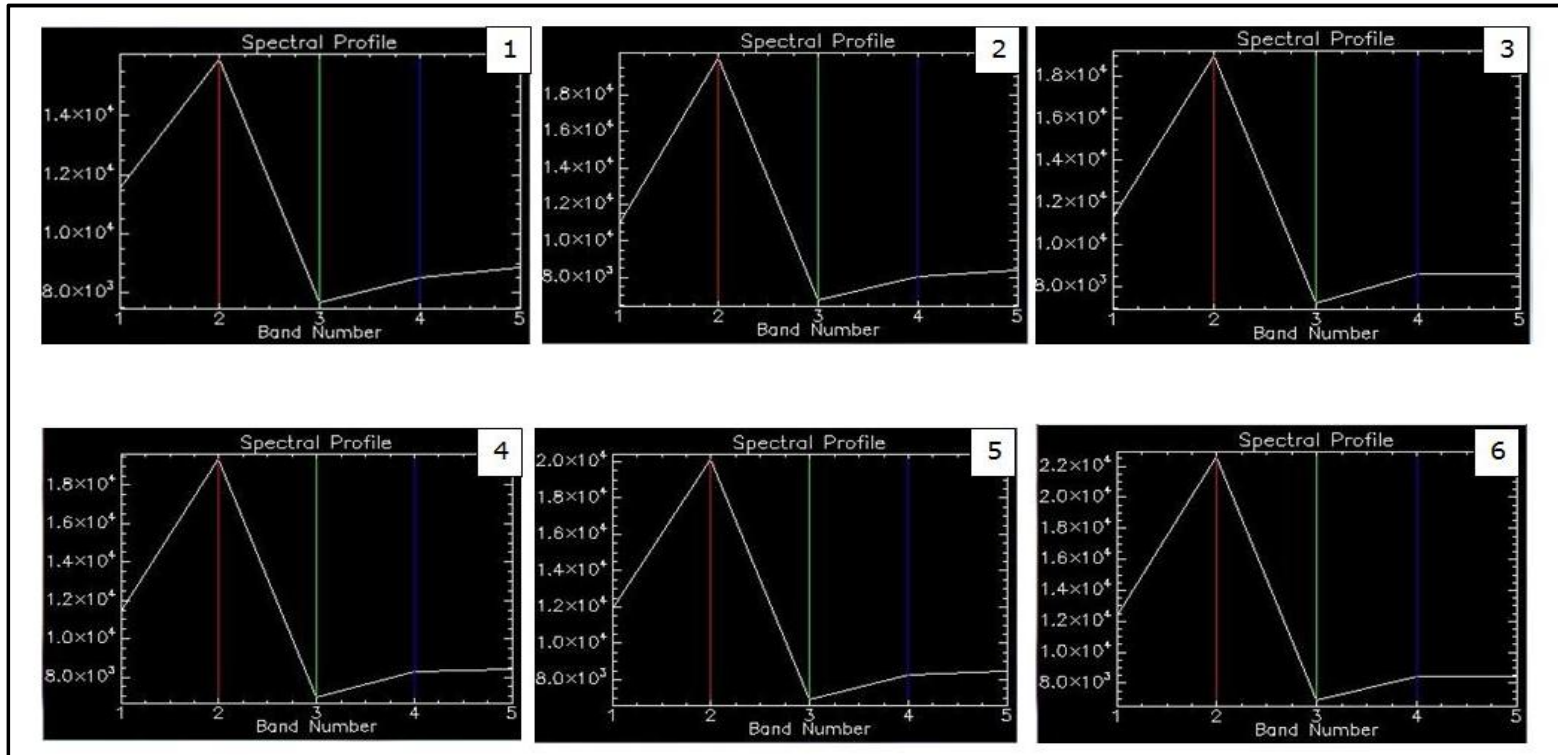 Spectral Profile
1
1.4×10⁴
1.2×10⁴
1.0×10⁴
8.0×10³
1 2 3 4 5
Band Number
Spectral Profile
2
1.8×10⁴
1.6×10⁴
1.4×10⁴
1.2×10⁴
1.0×10⁴
8.0×10³
1 2 3 4 5
Band Number
Spectral Profile
3
1.8×10⁴
1.6×10⁴
1.4×10⁴
1.2×10⁴
1.0×10⁴
8.0×10³
1 2 3 4 5
Band Number
Spectral Profile
4
1.8×10⁴
1.6×10⁴
1.4×10⁴
1.2×10⁴
1.0×10⁴
8.0×10³
1 2 3 4 5
Band Number
Spectral Profile
5
2.0×10⁴
1.8×10⁴
1.6×10⁴
1.4×10⁴
1.2×10⁴
1.0×10⁴
8.0×10³
1 2 3 4 5
Band Number
Spectral Profile
6
2.2×10⁴
2.0×10⁴
1.8×10⁴
1.6×10⁴
1.4×10⁴
1.2×10⁴
1.0×10⁴
8.0×10³
1 2 3 4 5
Band Number